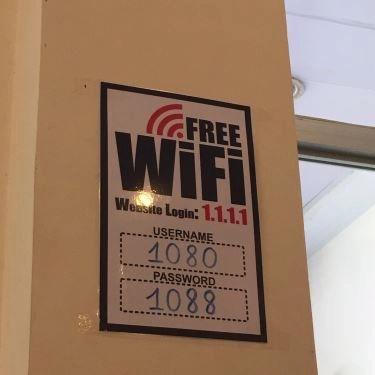 FREE
WiFi
Website Login: 1.1.1.1
USERNAME
1080
PASSWORD
1088